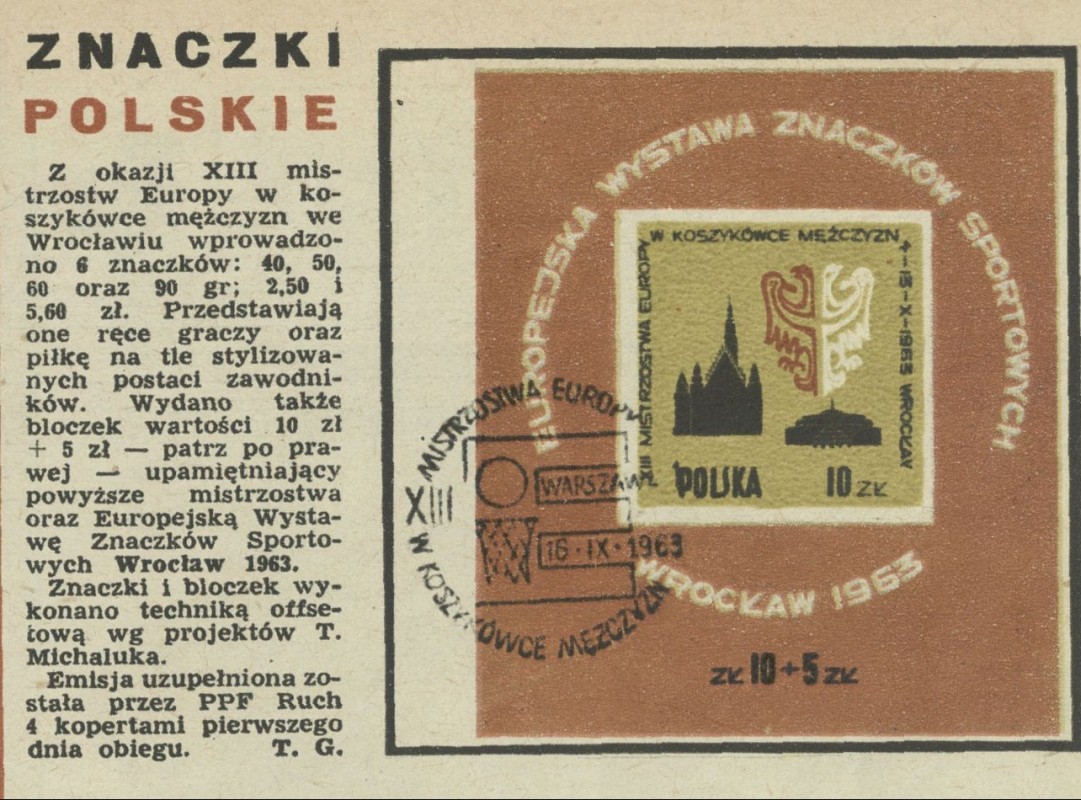 ZNACZKI
POLSKIE
Z okazji XIII mis-
trzostw Europy w ko-
szykówce mężczyzn we
Wrocławiu wprowadzo-
no 6 znaczków: 40, 50,
60 oraz 90 gr; 2,50 i
5,60 zł. Przedstawiają
one ręce graczy oraz
piłkę na tle stylizowa-
nych postaci zawodni-
ków. Wydano także
bloczek wartości 10 zł
+ 5 zł — patrz po pra-
wej — upamiętniający
powyższe mistrzostwa
oraz Europejską Wysta-
wę Znaczków Sporto-
wych Wrocław 1963.
Znaczki i bloczek wy-
konano techniką offse-
tową wg projektów T.
Michaluka.
Emisja uzupełniona zo-
stała przez PPF Ruch
4 kopertami pierwszego
dnia obiegu. T. G.
EUROPEJSKA WYSTAWA ZNACZKÓW SPORTOWYCH
WROCŁAW 1963
XIII MISTRZOSTWA EUROPY
W KOSZYKÓWCE MĘŻCZYZN
4-13-X-1963 WROCŁAW
POLSKA 10 ZŁ
XIII MISTRZOSTWA EUROPY
W KOSZYKÓWCE MĘŻCZYZN
WARSZAWA
16·IX·1963
ZŁ 10+5 ZŁ